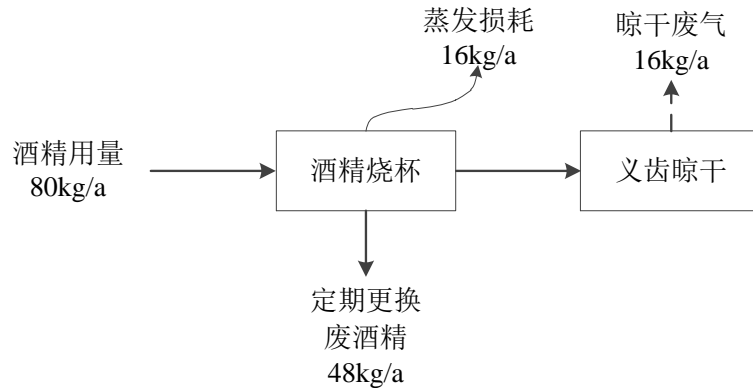 蒸发损耗
16kg/a
晾干废气
16kg/a
酒精用量
80kg/a
酒精烧杯
义齿晾干
定期更换
废酒精
48kg/a